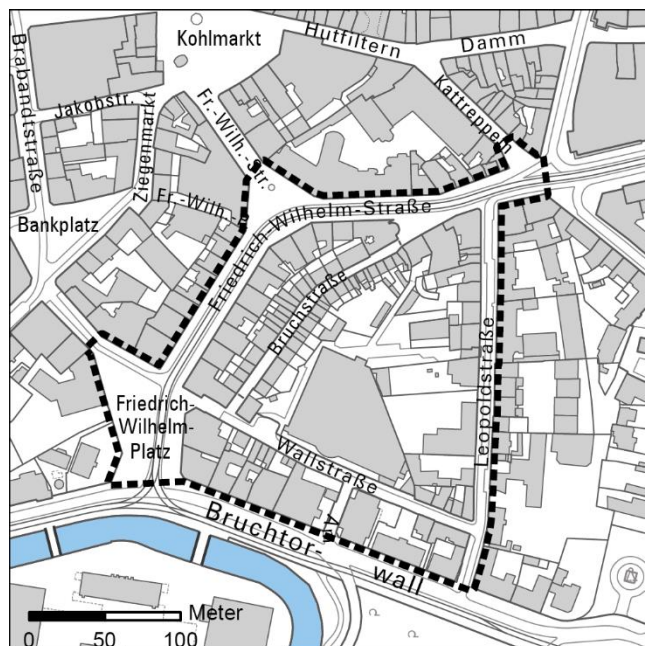 Kohlmarkt
Hutfiltern
Damm
Brabandtstraße
Jakobstr.
Ziegenmarkt
Fr.-Wilh.-Str.
Kattreppeln
Fr.-Wilh.-
Bankplatz
Friedrich-Wilhelm-Straße
Bruchstraße
Leopoldstraße
Friedrich-
Wilhelm-
Platz
Wallstraße
Bruchtor-
wall
Meter
0 50 100